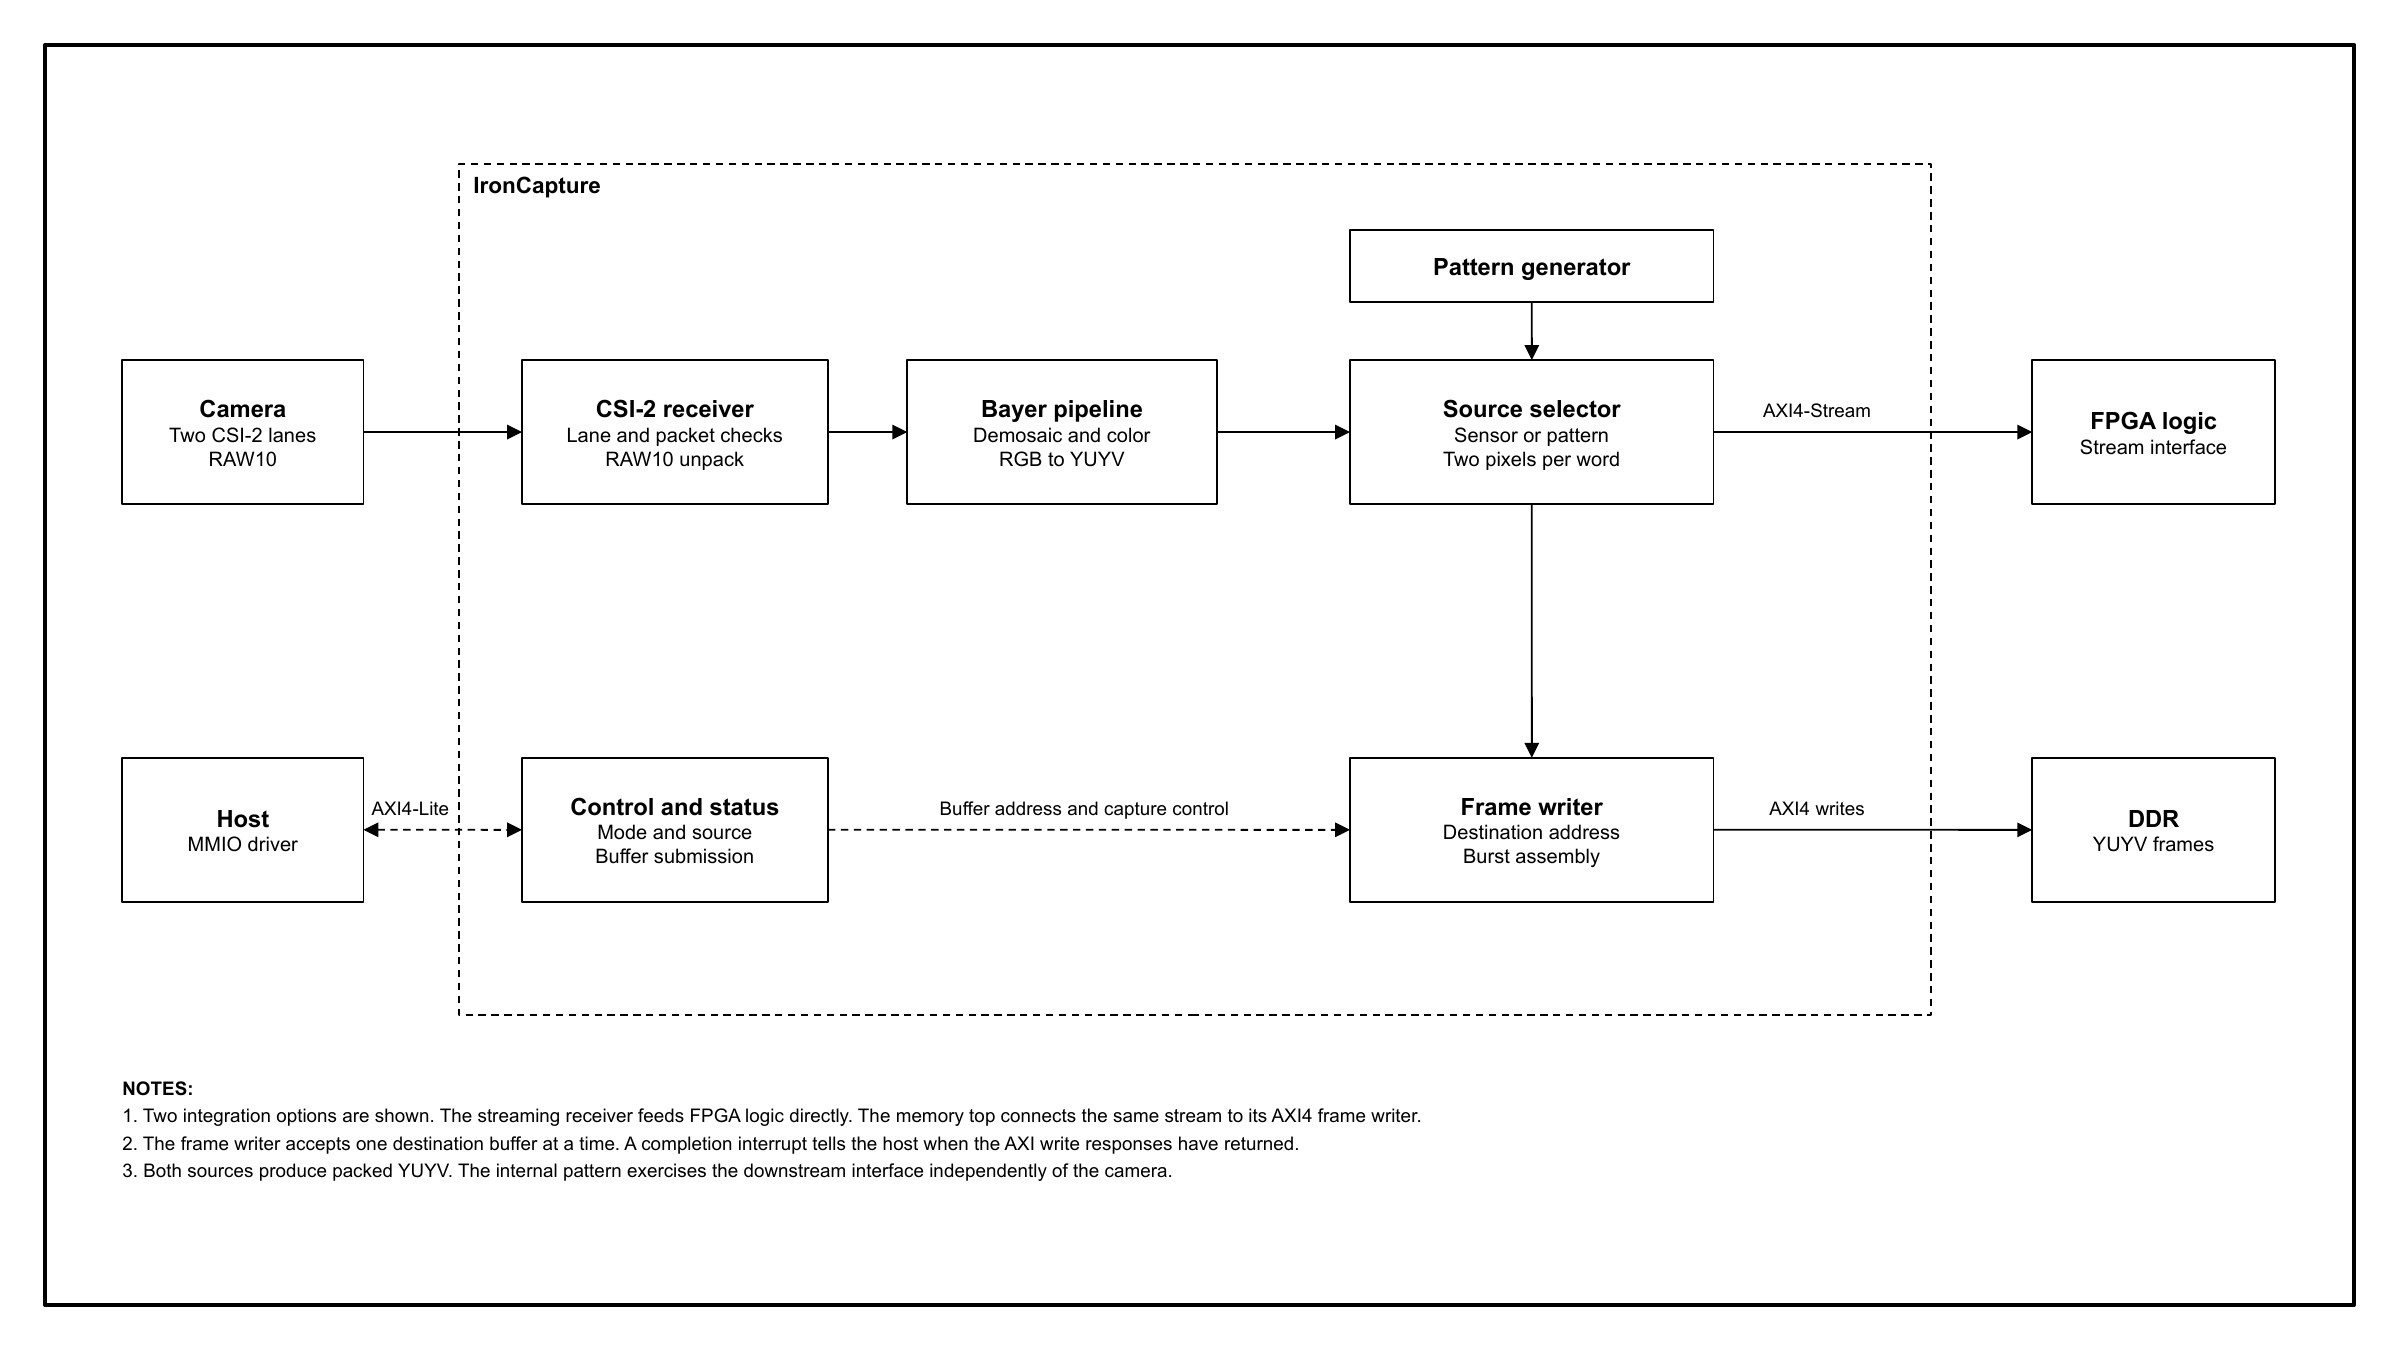 IronCapture
Pattern generator
Camera
Two CSI-2 lanes
RAW10
CSI-2 receiver
Lane and packet checks
RAW10 unpack
Bayer pipeline
Demosaic and color
RGB to YUYV
Source selector
Sensor or pattern
Two pixels per word
AXI4-Stream
FPGA logic
Stream interface
Host
MMIO driver
AXI4-Lite
Control and status
Mode and source
Buffer submission
Buffer address and capture control
Frame writer
Destination address
Burst assembly
AXI4 writes
DDR
YUYV frames
NOTES:
1. Two integration options are shown. The streaming receiver feeds FPGA logic directly. The memory top connects the same stream to its AXI4 frame writer.
2. The frame writer accepts one destination buffer at a time. A completion interrupt tells the host when the AXI write responses have returned.
3. Both sources produce packed YUYV. The internal pattern exercises the downstream interface independently of the camera.